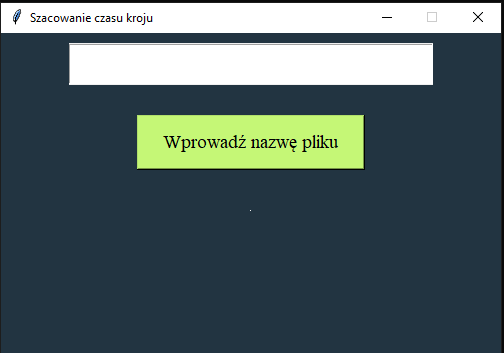 Szacowanie czasu kroju
Wprowadź nazwę pliku